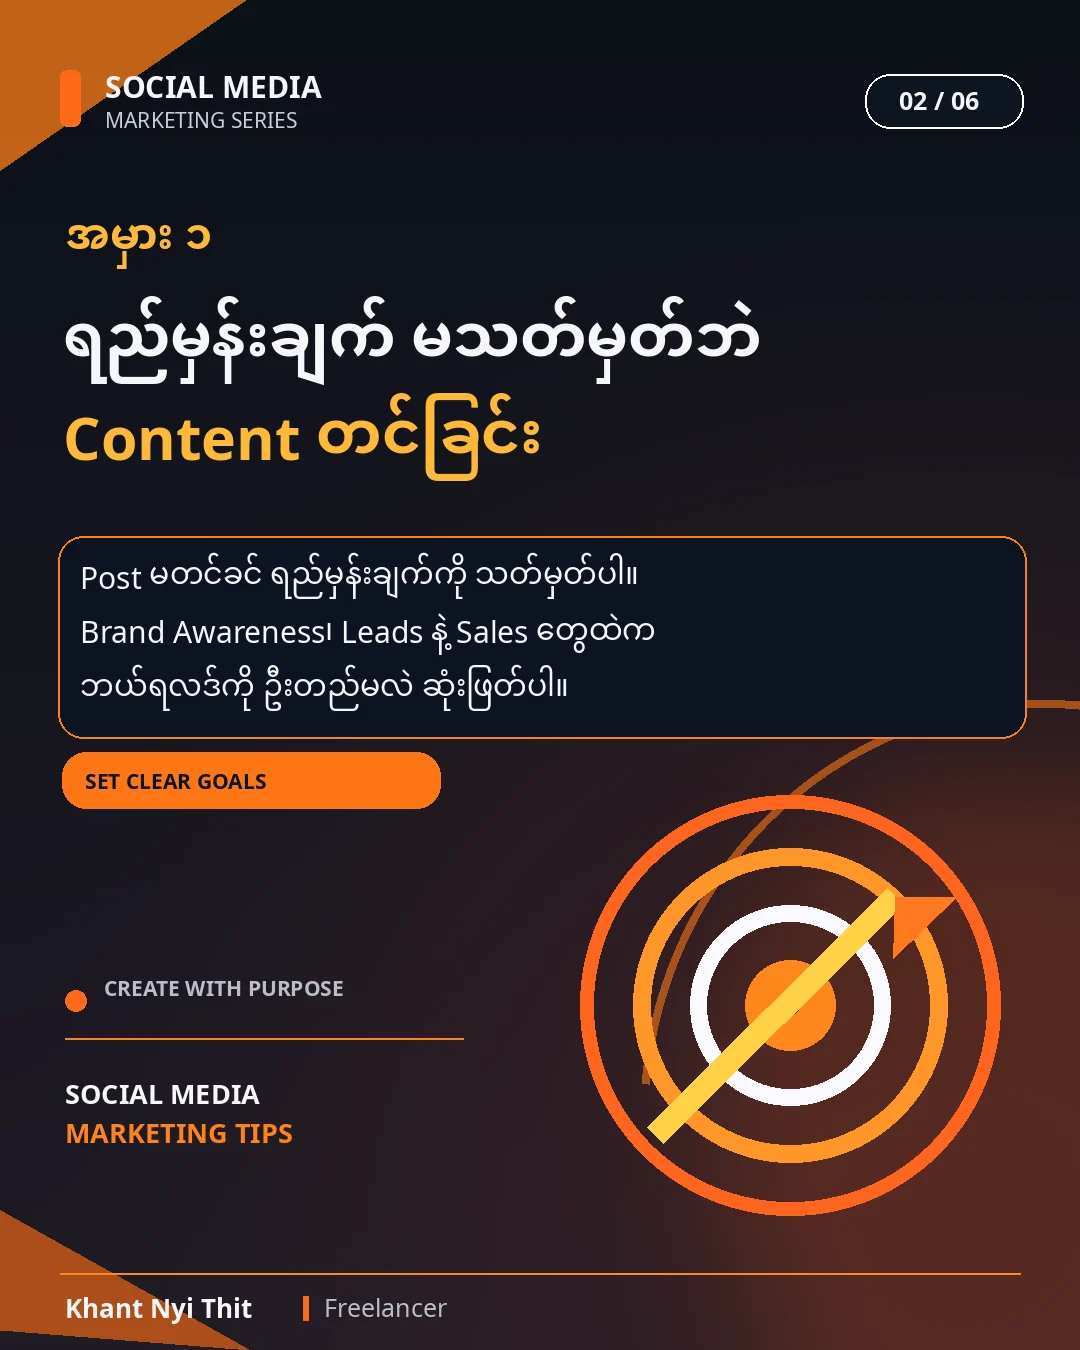 SOCIAL MEDIA
MARKETING SERIES
02 / 06
အမှား ၁
ရည်မှန်းချက် မသတ်မှတ်ဘဲ
Content တင်ခြင်း
Post မတင်ခင် ရည်မှန်းချက်ကို သတ်မှတ်ပါ။
Brand Awareness၊ Leads နဲ့ Sales တွေထဲက
ဘယ်ရလဒ်ကို ဦးတည်မလဲ ဆုံးဖြတ်ပါ။
SET CLEAR GOALS
CREATE WITH PURPOSE
SOCIAL MEDIA
MARKETING TIPS
Khant Nyi Thit
Freelancer